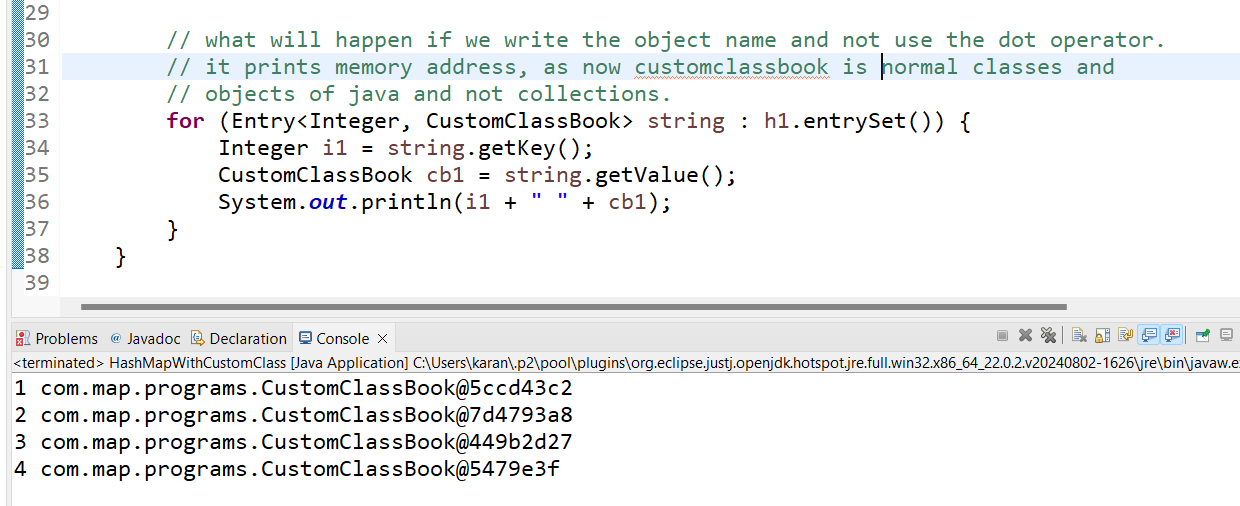 29
30 // what will happen if we write the object name and not use the dot operator.
31 // it prints memory address, as now customclassbook is normal classes and
32 // objects of java and not collections.
33 for (Entry<Integer, CustomClassBook> string : h1.entrySet()) {
34 Integer i1 = string.getKey();
35 CustomClassBook cb1 = string.getValue();
36 System.out.println(i1 + " " + cb1);
37 }
38 }
39
Problems @ Javadoc Declaration Console ×
<terminated> HashMapWithCustomClass [Java Application] C:\Users\karan\.p2\pool\plugins\org.eclipse.justj.openjdk.hotspot.jre.full.win32.x86_64_22.0.2.v20240802-1626\jre\bin\javaw.e
1 com.map.programs.CustomClassBook@5ccd43c2
2 com.map.programs.CustomClassBook@7d4793a8
3 com.map.programs.CustomClassBook@449b2d27
4 com.map.programs.CustomClassBook@5479e3f